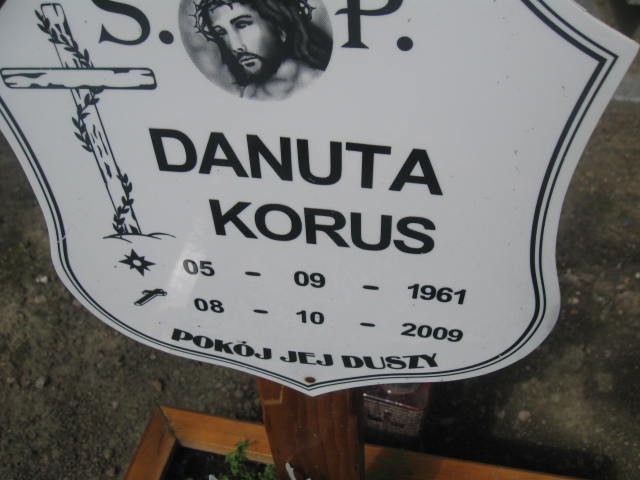 S. P.
DANUTA
KORUS
05 - 09 - 1961
08 - 10 - 2009
POKÓJ JEJ DUSZY